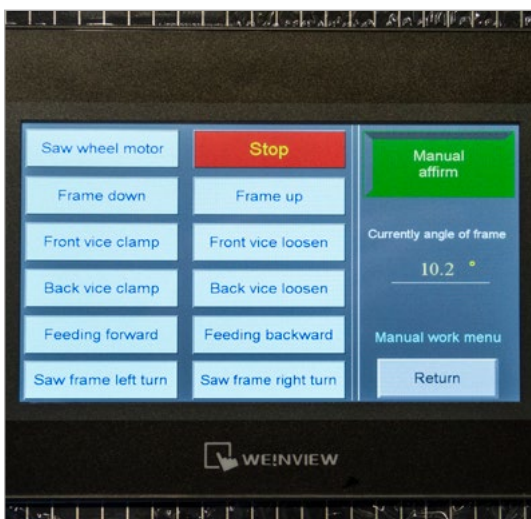 Saw wheel motor
Stop
Manual
affirm
Frame down
Frame up
Front vice clamp
Front vice loosen
Currently angle of frame
Back vice clamp
Back vice loosen
10.2 °
Feeding forward
Feeding backward
Manual work menu
Saw frame left turn
Saw frame right turn
Return
WE!NVIEW